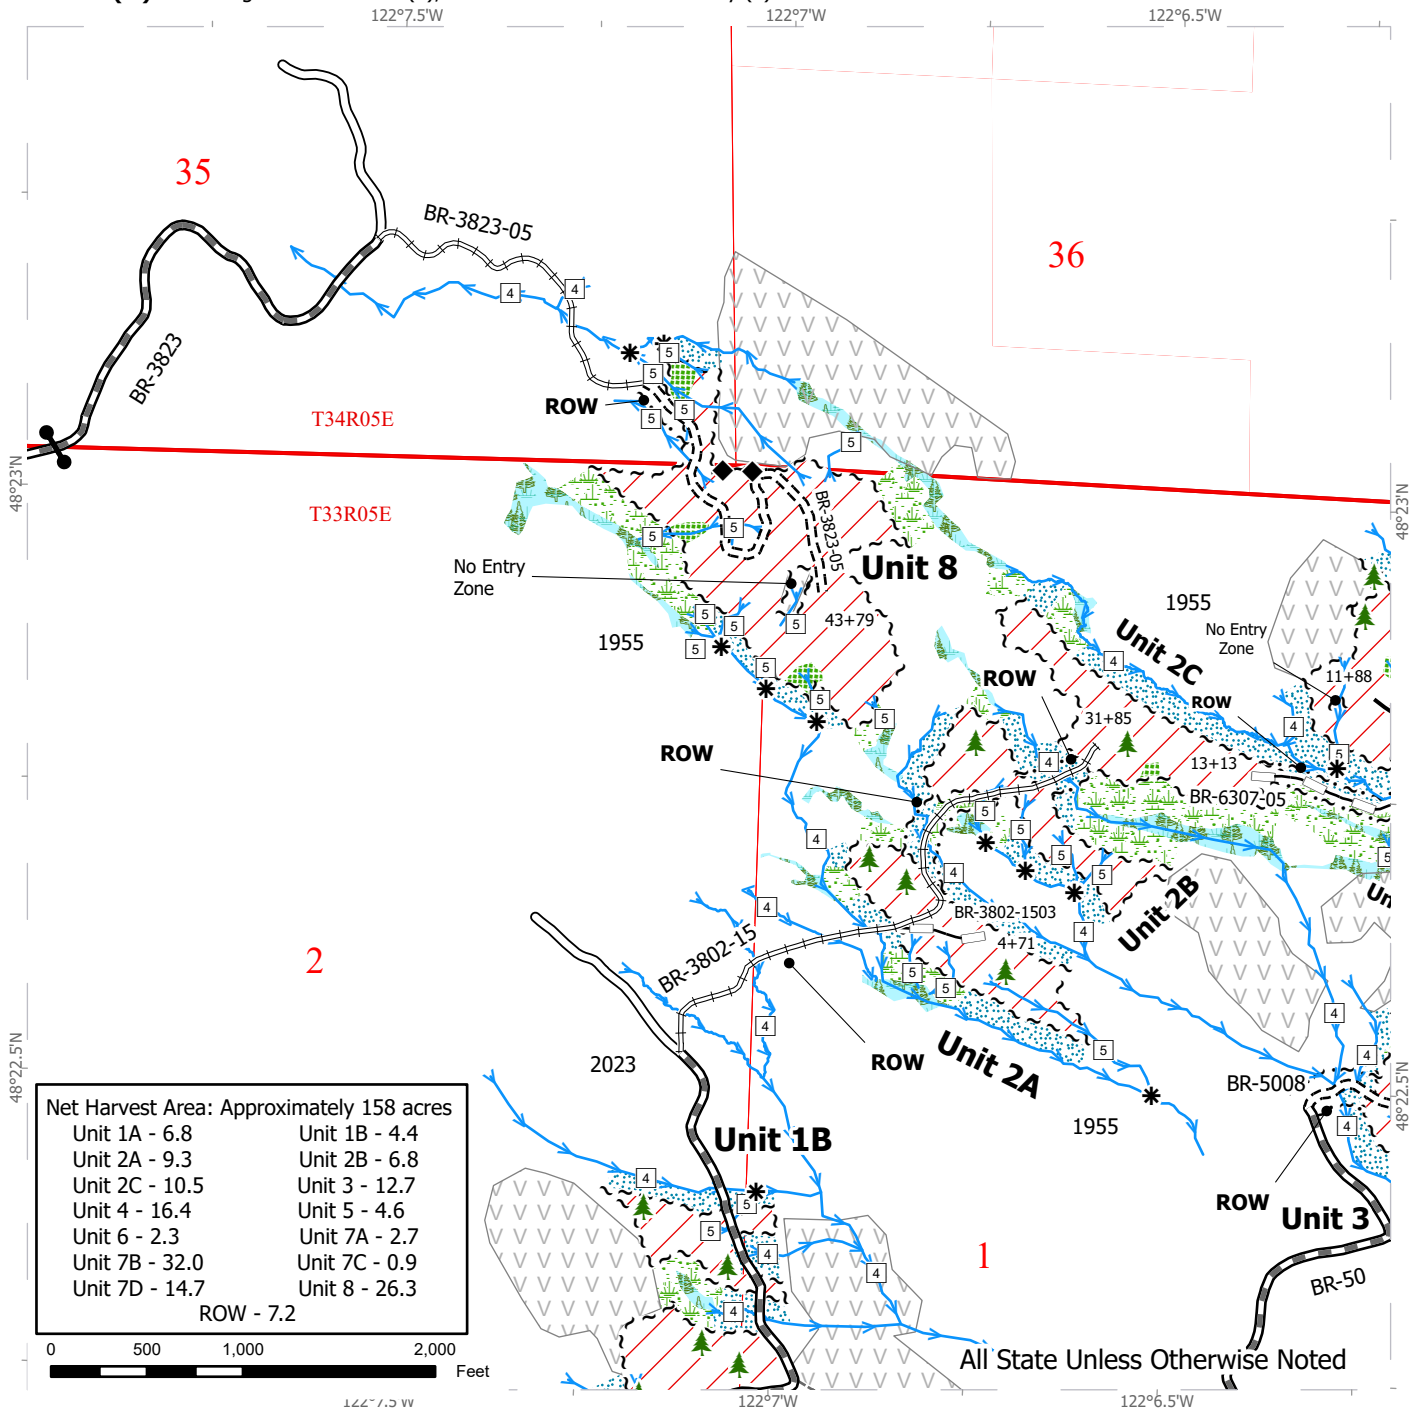 122°7.5'W
122°7'W
122°6.5'W
35
BR-3823-05
36
4
4
BR-3823
5
5
ROW
5
5
T34R05E
5
48°23'N
48°23'N
T33R05E
BR-3823-05
5
5
Unit 8
No Entry
Zone
1955
No Entry
Zone
5
5
5
43+79
1955
5
5
Unit 2C
4
ROW
11+88
5
ROW
31+85
5
4
5
ROW
4
13+13
BR-6307-05
5
4
5
5
5
5
4
Un
4
BR-3802-1503
Unit 2B
4
4+71
BR-3802-15
2
5
5
4
4
48°22.5'N
48°22.5'N
2023
ROW
Unit 2A
5
4
BR-5008
1955
4
Unit 1B
4
5
5
ROW
Unit 3
4
4
1
BR-50
4
Net Harvest Area: Approximately 158 acres
Unit 1A - 6.8 Unit 1B - 4.4
Unit 2A - 9.3 Unit 2B - 6.8
Unit 2C - 10.5 Unit 3 - 12.7
Unit 4 - 16.4 Unit 5 - 4.6
Unit 6 - 2.3 Unit 7A - 2.7
Unit 7B - 32.0 Unit 7C - 0.9
Unit 7D - 14.7 Unit 8 - 26.3
ROW - 7.2
0 500 1,000 2,000
Feet
All State Unless Otherwise Noted
122°7.5'W
122°7'W
122°6.5'W